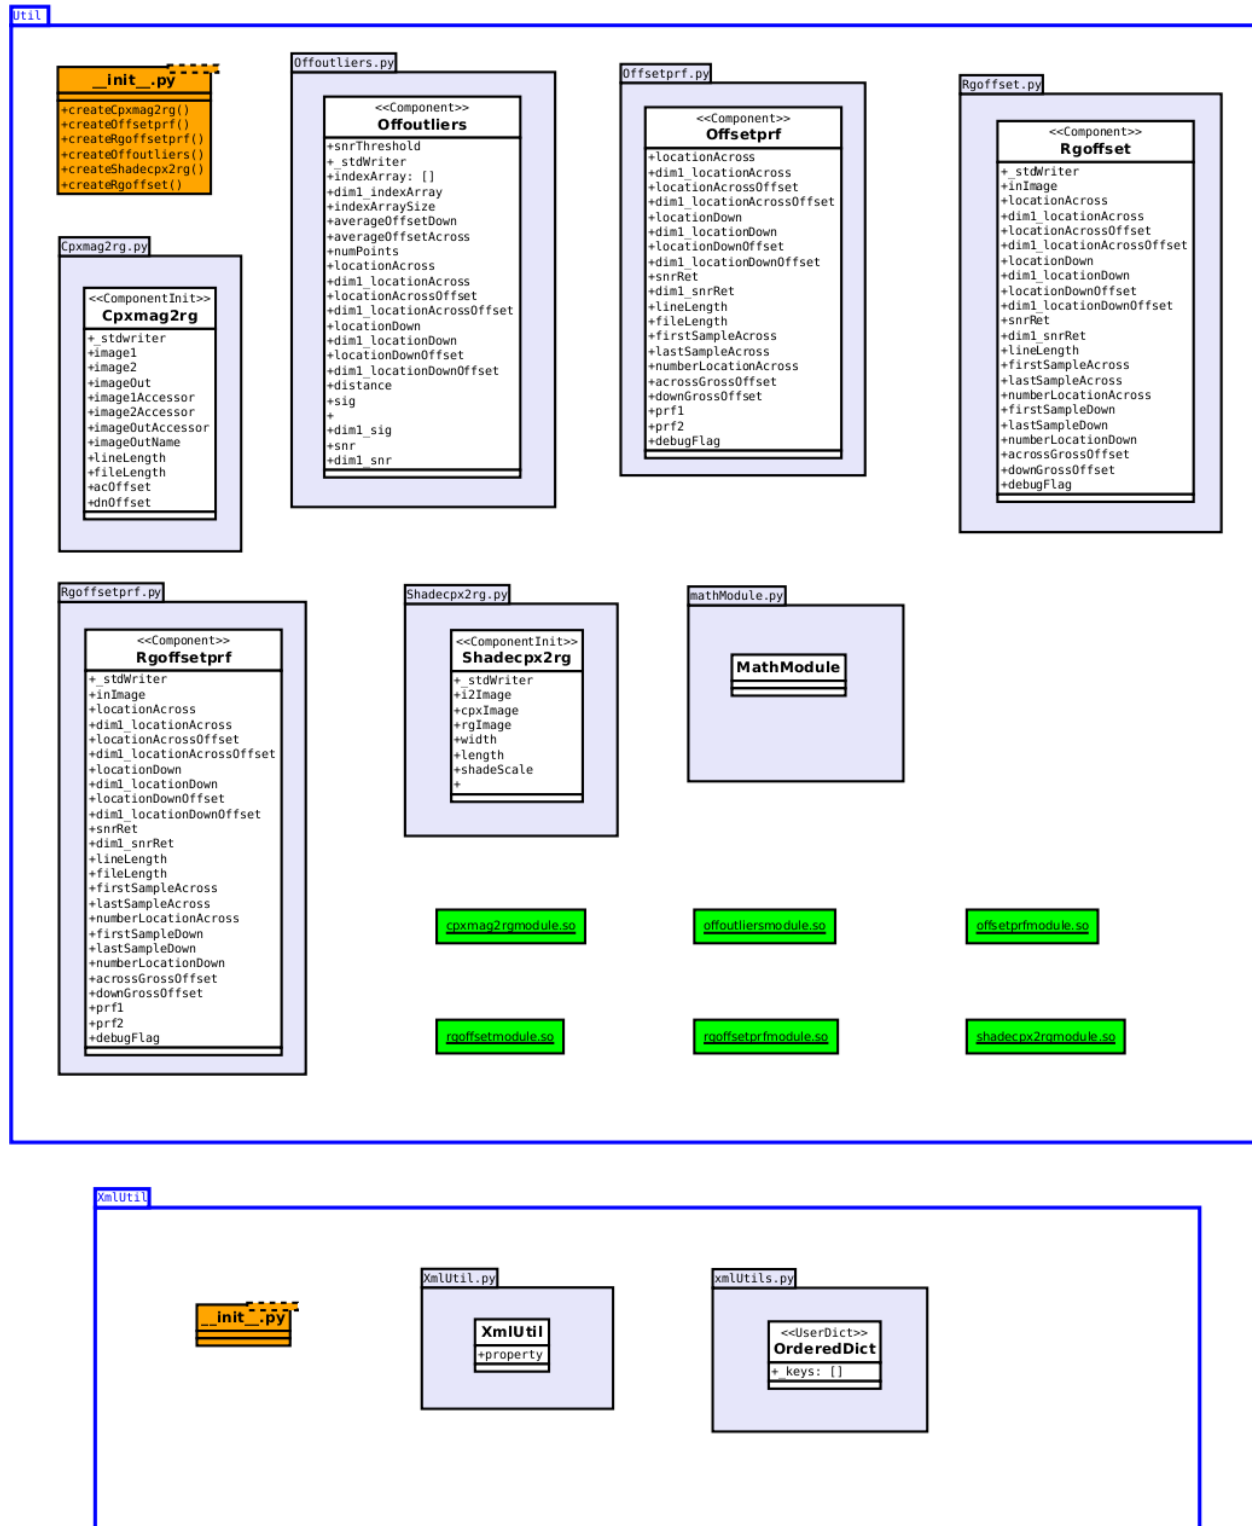 Util
__init__.py
+createCpxmag2rg()
+createOffsetprf()
+createRgoffsetprf()
+createOffoutliers()
+createShadecpx2rg()
+createRgoffset()
Offoutliers.py
<<Component>>
Offoutliers
+snrThreshold
+_stdWriter
+indexArray: []
+dim1_indexArray
+indexArraySize
+averageOffsetDown
+averageOffsetAcross
+numPoints
+locationAcross
+dim1_locationAcross
+locationAcrossOffset
+dim1_locationAcrossOffset
+locationDown
+dim1_locationDown
+locationDownOffset
+dim1_locationDownOffset
+distance
+sig
+
+dim1_sig
+snr
+dim1_snr
Offsetprf.py
<<Component>>
Offsetprf
+locationAcross
+dim1_locationAcross
+locationAcrossOffset
+dim1_locationAcrossOffset
+locationDown
+dim1_locationDown
+locationDownOffset
+dim1_locationDownOffset
+snrRet
+dim1_snrRet
+lineLength
+fileLength
+firstSampleAcross
+lastSampleAcross
+numberLocationAcross
+acrossGrossOffset
+downGrossOffset
+prf1
+prf2
+debugFlag
Rgoffset.py
<<Component>>
Rgoffset
+_stdWriter
+inImage
+locationAcross
+dim1_locationAcross
+locationAcrossOffset
+dim1_locationAcrossOffset
+locationDown
+dim1_locationDown
+locationDownOffset
+dim1_locationDownOffset
+snrRet
+dim1_snrRet
+lineLength
+firstSampleAcross
+lastSampleAcross
+numberLocationAcross
+firstSampleDown
+lastSampleDown
+numberLocationDown
+acrossGrossOffset
+downGrossOffset
+debugFlag
Cpxmag2rg.py
<<ComponentInit>>
Cpxmag2rg
+_stdwriter
+image1
+image2
+imageOut
+image1Accessor
+image2Accessor
+imageOutAccessor
+imageOutName
+lineLength
+fileLength
+acOffset
+dnOffset
Rgoffsetprf.py
<<Component>>
Rgoffsetprf
+_stdWriter
+inImage
+locationAcross
+dim1_locationAcross
+locationAcrossOffset
+dim1_locationAcrossOffset
+locationDown
+dim1_locationDown
+locationDownOffset
+dim1_locationDownOffset
+snrRet
+dim1_snrRet
+lineLength
+fileLength
+firstSampleAcross
+lastSampleAcross
+numberLocationAcross
+firstSampleDown
+lastSampleDown
+numberLocationDown
+acrossGrossOffset
+downGrossOffset
+prf1
+prf2
+debugFlag
Shadecpx2rg.py
<<ComponentInit>>
Shadecpx2rg
+_stdWriter
+i2Image
+cpxImage
+rgImage
+width
+length
+shadeScale
+
mathModule.py
MathModule
cpxmag2rgmodule.so
offoutliersmodule.so
offsetprfmodule.so
rgoffsetmodule.so
rgoffsetprfmodule.so
shadecpx2rgmodule.so
XmlUtil
__init__.py
XmlUtil.py
XmlUtil
+property
xmlUtils.py
<<UserDict>>
OrderedDict
+_keys: []